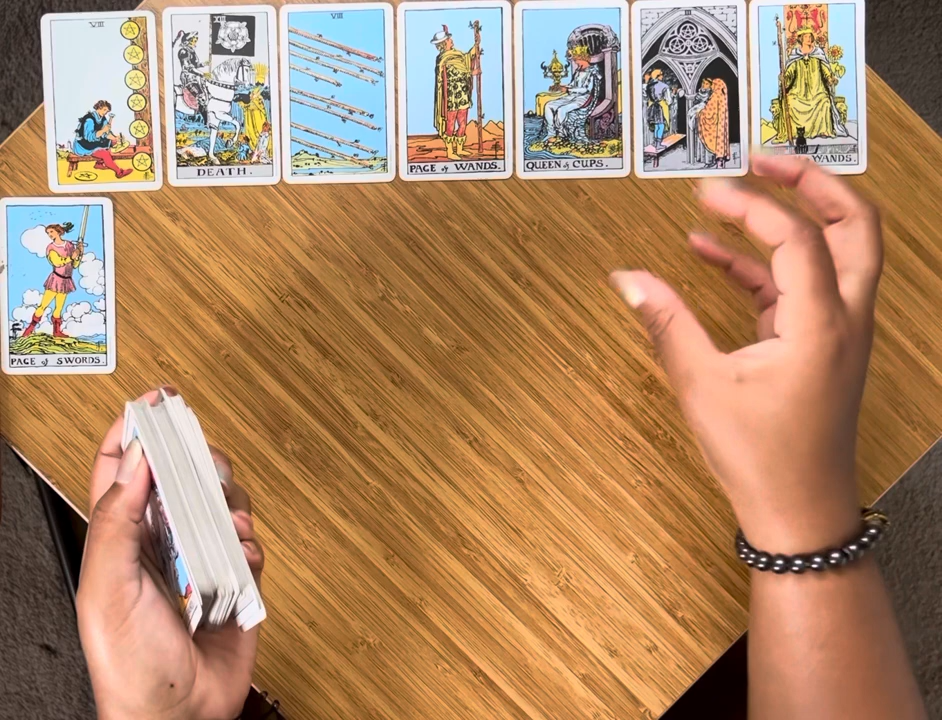 VIII
XIII
DEATH.
VIII
PAGE of WANDS.
QUEEN of CUPS.
III
WANDS.
PAGE of SWORDS.